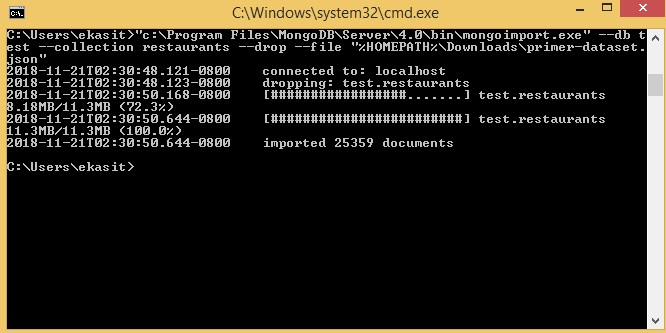 C:\Windows\system32\cmd.exe
C:\Users\ekasit>"c:\Program Files\MongoDB\Server\4.0\bin\mongoimport.exe" --db t
est --collection restaurants --drop --file "%HOMEPATH%\Downloads\primer-dataset.
json"
2018-11-21T02:30:48.121-0800    connected to: localhost
2018-11-21T02:30:48.123-0800    dropping: test.restaurants
2018-11-21T02:30:50.168-0800    [#################.......] test.restaurants
8.18MB/11.3MB (72.3%)
2018-11-21T02:30:50.644-0800    [########################] test.restaurants
11.3MB/11.3MB (100.0%)
2018-11-21T02:30:50.644-0800    imported 25359 documents
C:\Users\ekasit>